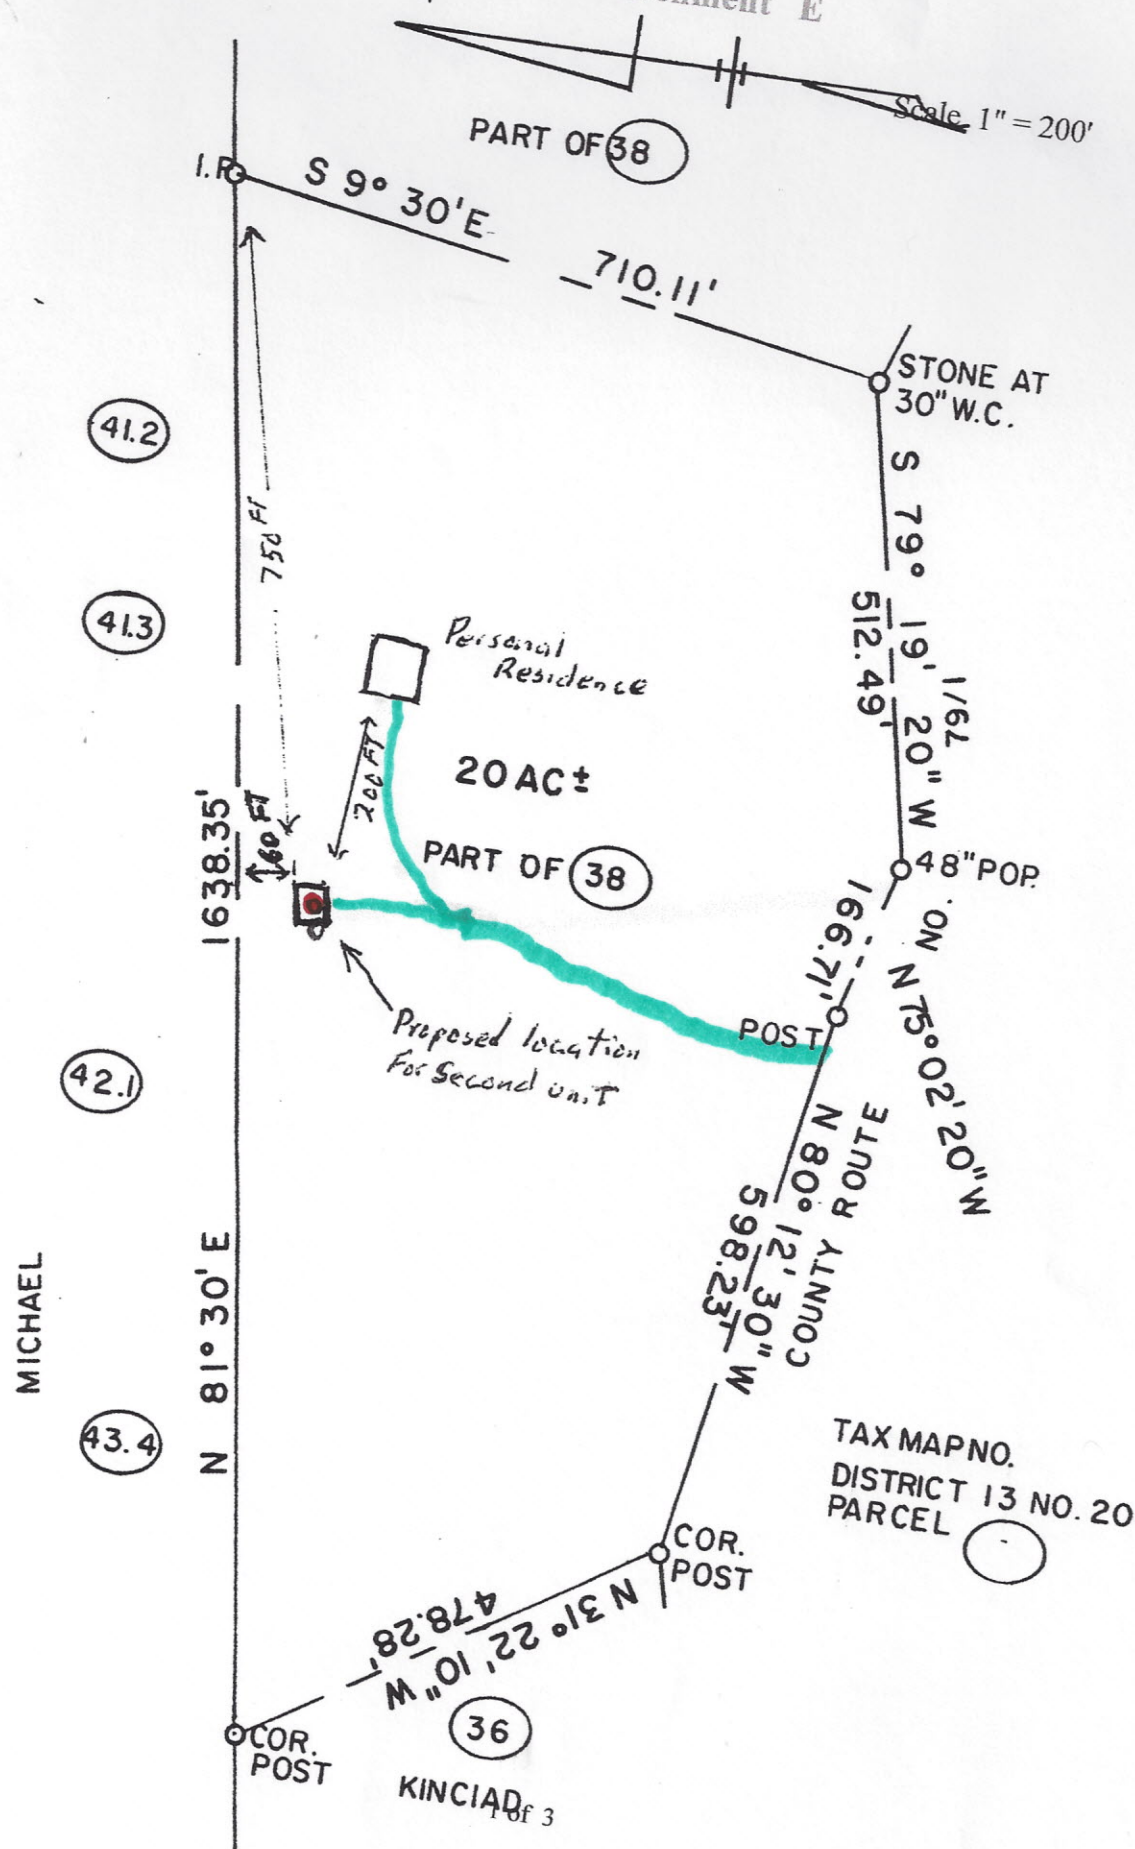 E
Scale 1" = 200'
PART OF 38
I.P.
S 9° 30' E
710.11'
STONE AT
30" W.C.
41.2
750 FT
S 79° 19' 20" W
512.49'
41.3
Personal
Residence
1/67
200 FT
20 AC ±
1638.35'
60 FT
PART OF 38
48" POP.
166.71'
ON
N 75° 02' 20" W
POST
Proposed location
For Second unit
42.1
N 80° 12' 30" W
598.23'
COUNTY ROUTE
MICHAEL
N 81° 30' E
43.4
TAX MAP NO.
DISTRICT 13 NO. 20
PARCEL
COR.
POST
N 31° 22' 10" W
478.28'
36
COR.
POST
KINCIAD
1 of 3